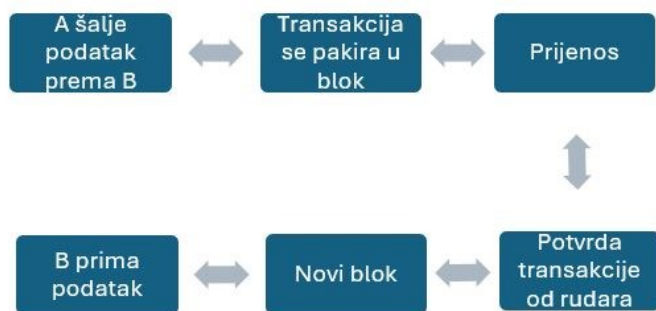 A šalje
podatak
prema B
Transakcija
se pakira u
blok
Prijenos
Potvrda
transakcije
od rudara
Novi blok
B prima
podatak